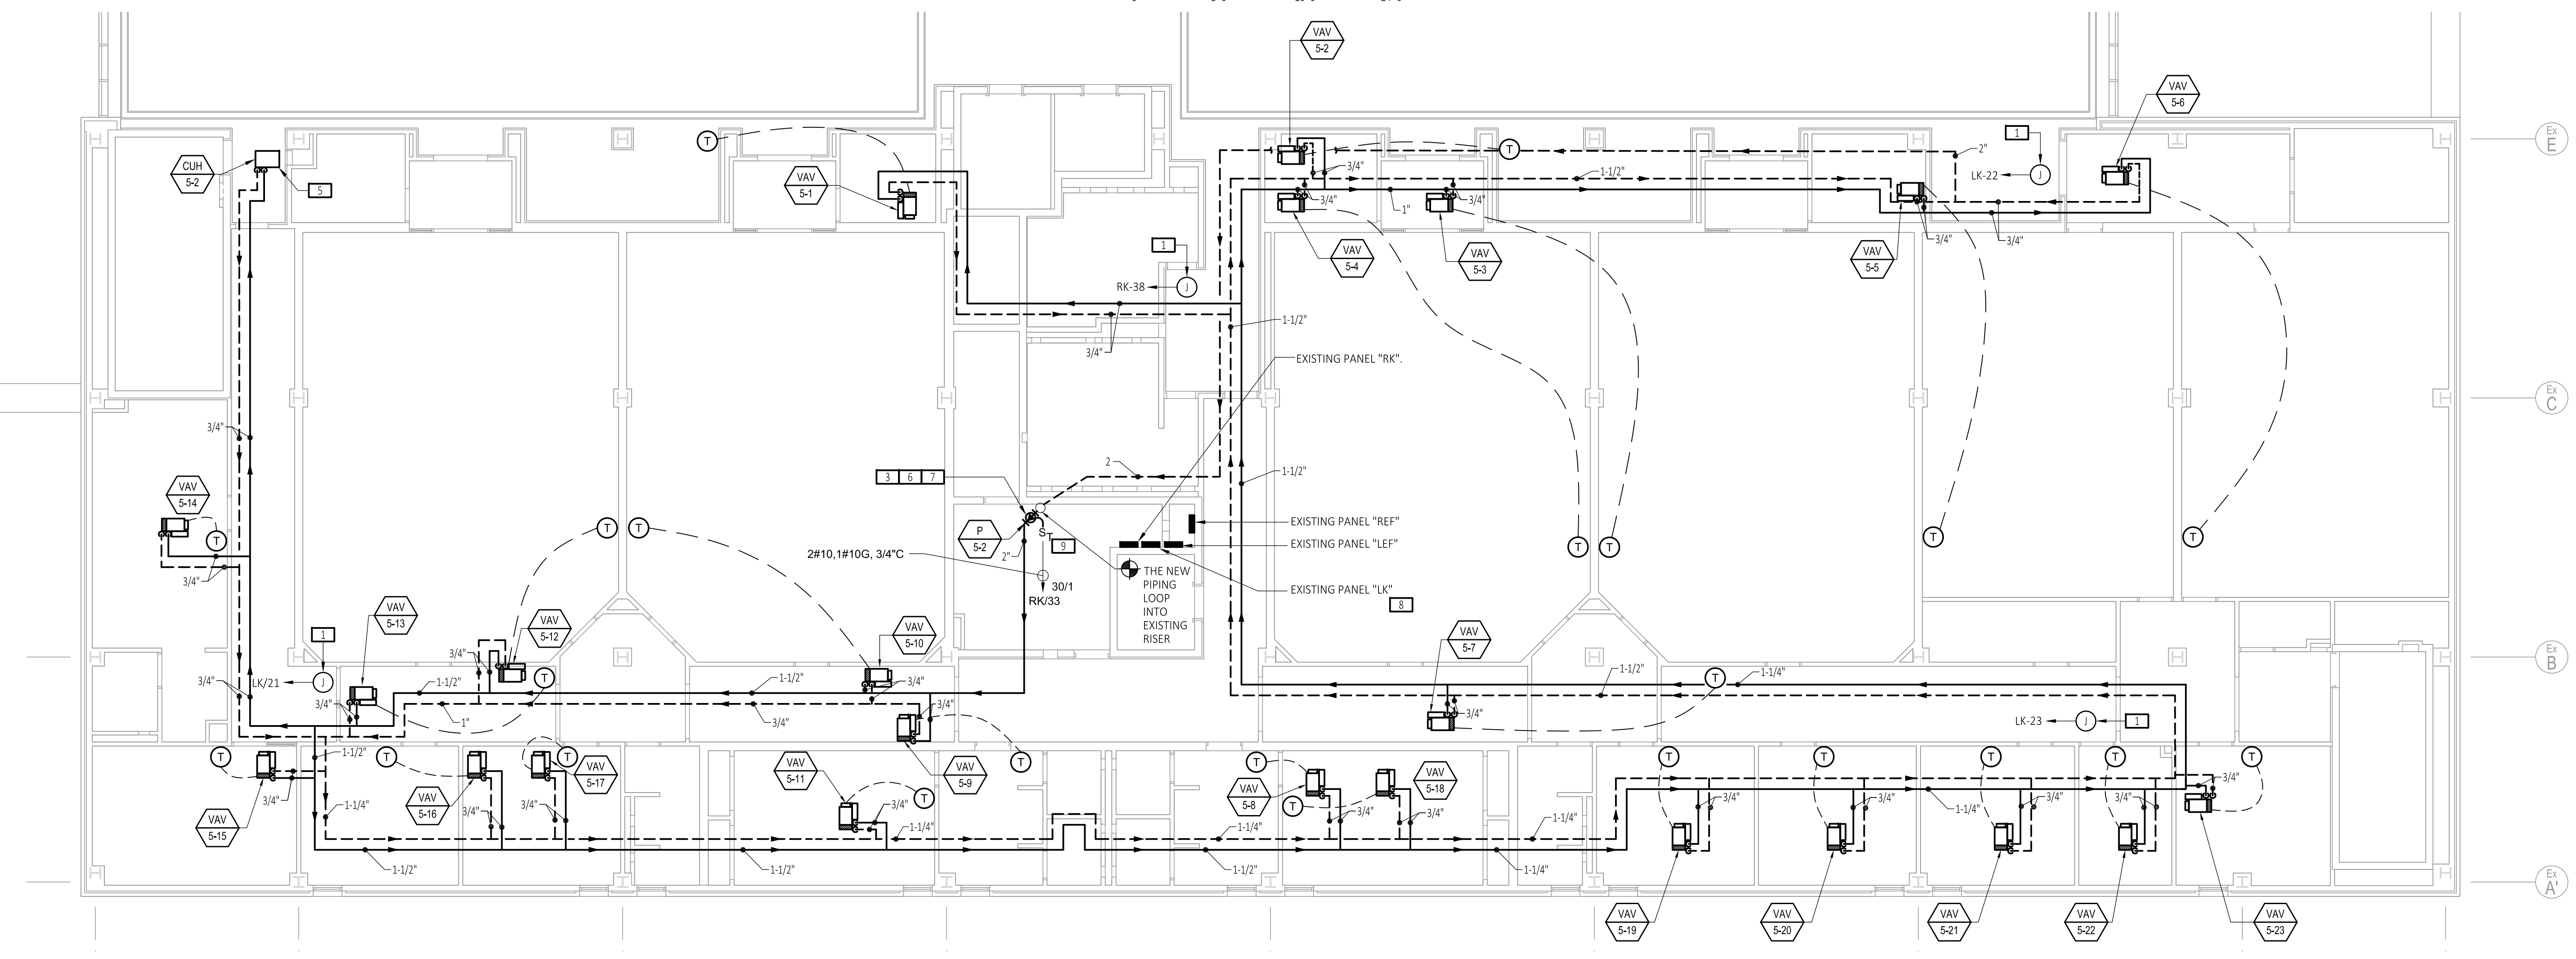 VAV
5-2
VAV
5-6
1
Ex
E
T
T
CUH
5-2
5
VAV
5-1
3/4"
2"
LK-22
J
1-1/2"
3/4"
3/4"
1"
3/4"
3/4"
1
VAV
5-4
VAV
5-3
VAV
5-5
RK-38
J
1-1/2"
3/4"
EXISTING PANEL "RK".
Ex
C
3/4"
2
1-1/2"
3
6
7
VAV
5-14
T
T
T
P
5-2
S
T
9
2"
EXISTING PANEL "REF"
EXISTING PANEL "LEF"
T
T
T
T
2#10,1#10G, 3/4"C
3/4"
30/1
RK/33
THE NEW
PIPING
LOOP
INTO
EXISTING
RISER
EXISTING PANEL "LK"
8
VAV
5-13
VAV
5-12
VAV
5-10
VAV
5-7
1
3/4"
Ex
B
3/4"
LK/21
J
T
1-1/2"
1-1/2"
3/4"
1-1/2"
T
1-1/4"
3/4"
1"
3/4"
3/4"
3/4"
LK-23
J
1
T
1-1/2"
T
T
T
T
T
T
T
T
T
VAV
5-17
VAV
5-11
VAV
5-9
VAV
5-8
VAV
5-18
3/4"
3/4"
1-1/4"
VAV
5-16
3/4"
3/4"
T
3/4"
T
3/4"
3/4"
3/4"
3/4"
3/4"
3/4"
1-1/4"
VAV
5-15
1-1/4"
1-1/4"
1-1/4"
1-1/2"
1-1/2"
1-1/2"
1-1/4"
Ex
A'
VAV
5-19
VAV
5-20
VAV
5-21
VAV
5-22
VAV
5-23